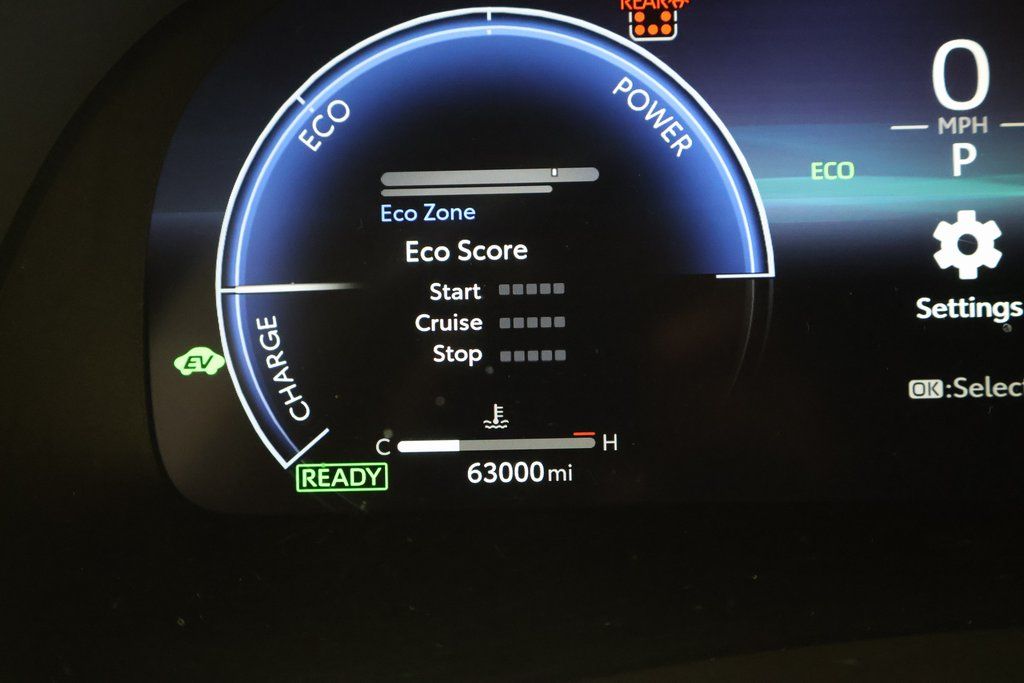 REAR
0
MPH
P
ECO
POWER
ECO
Eco Zone
Eco Score
Start
Cruise
Stop
Settings
CHARGE
EV
OK:Select
C H
READY
63000 mi